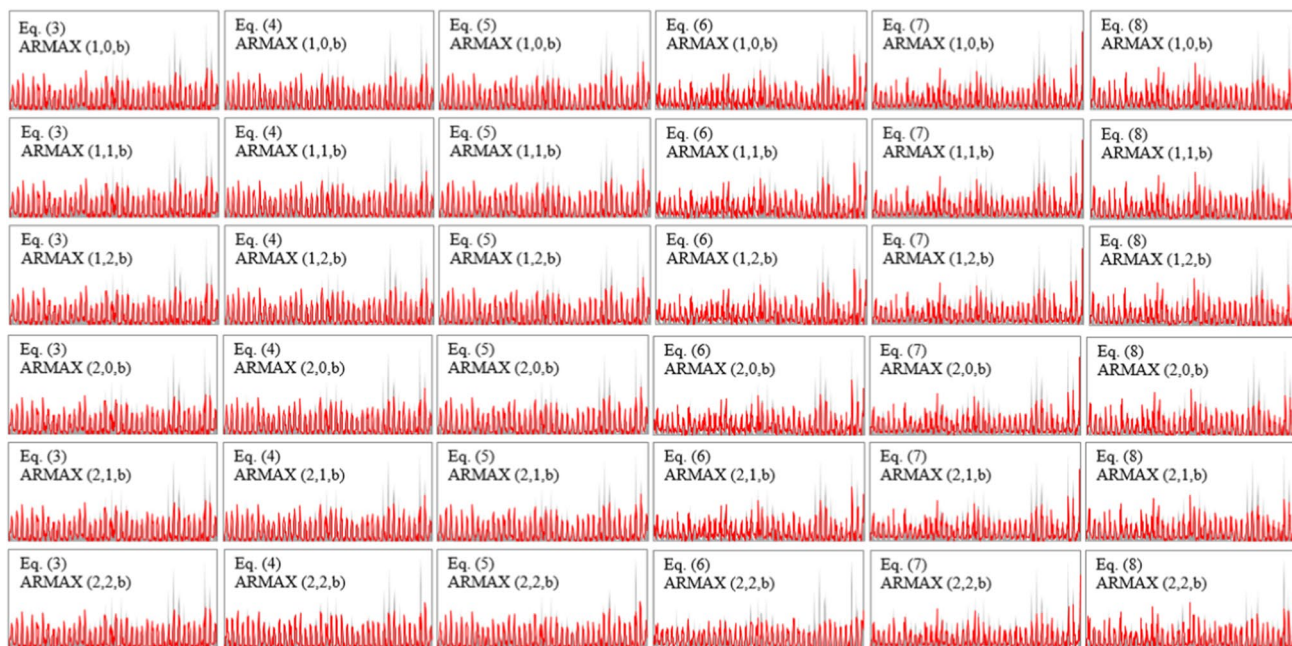 Eq. (3)
ARMAX (1,0,b)
Eq. (4)
ARMAX (1,0,b)
Eq. (5)
ARMAX (1,0,b)
Eq. (6)
ARMAX (1,0,b)
Eq. (7)
ARMAX (1,0,b)
Eq. (8)
ARMAX (1,0,b)
Eq. (3)
ARMAX (1,1,b)
Eq. (4)
ARMAX (1,1,b)
Eq. (5)
ARMAX (1,1,b)
Eq. (6)
ARMAX (1,1,b)
Eq. (7)
ARMAX (1,1,b)
Eq. (8)
ARMAX (1,1,b)
Eq. (3)
ARMAX (1,2,b)
Eq. (4)
ARMAX (1,2,b)
Eq. (5)
ARMAX (1,2,b)
Eq. (6)
ARMAX (1,2,b)
Eq. (7)
ARMAX (1,2,b)
Eq. (8)
ARMAX (1,2,b)
Eq. (3)
ARMAX (2,0,b)
Eq. (4)
ARMAX (2,0,b)
Eq. (5)
ARMAX (2,0,b)
Eq. (6)
ARMAX (2,0,b)
Eq. (7)
ARMAX (2,0,b)
Eq. (8)
ARMAX (2,0,b)
Eq. (3)
ARMAX (2,1,b)
Eq. (4)
ARMAX (2,1,b)
Eq. (5)
ARMAX (2,1,b)
Eq. (6)
ARMAX (2,1,b)
Eq. (7)
ARMAX (2,1,b)
Eq. (8)
ARMAX (2,1,b)
Eq. (3)
ARMAX (2,2,b)
Eq. (4)
ARMAX (2,2,b)
Eq. (5)
ARMAX (2,2,b)
Eq. (6)
ARMAX (2,2,b)
Eq. (7)
ARMAX (2,2,b)
Eq. (8)
ARMAX (2,2,b)